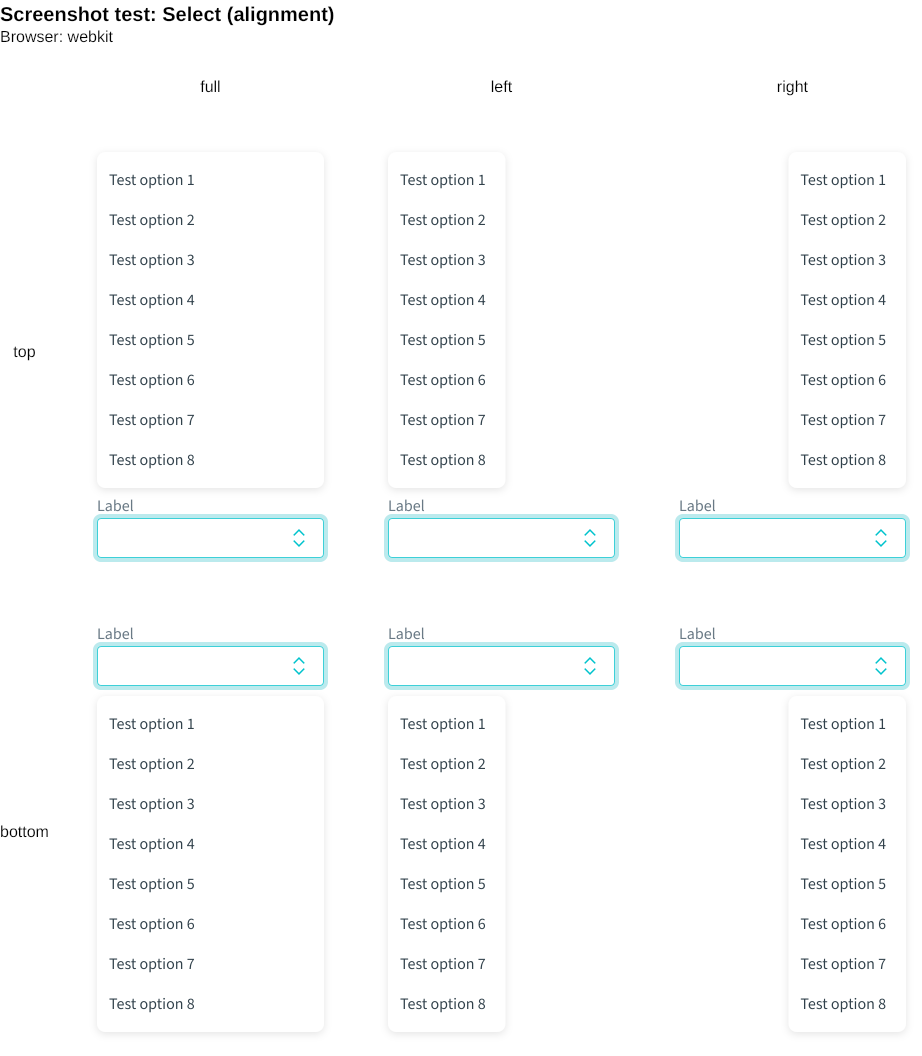 Screenshot test: Select (alignment)
Browser: webkit
full left right
Test option 1 Test option 1 Test option 1
Test option 2 Test option 2 Test option 2
Test option 3 Test option 3 Test option 3
Test option 4 Test option 4 Test option 4
Test option 5 Test option 5 Test option 5
top
Test option 6 Test option 6 Test option 6
Test option 7 Test option 7 Test option 7
Test option 8 Test option 8 Test option 8
Label Label Label
Label Label Label
Test option 1 Test option 1 Test option 1
Test option 2 Test option 2 Test option 2
Test option 3 Test option 3 Test option 3
bottom
Test option 4 Test option 4 Test option 4
Test option 5 Test option 5 Test option 5
Test option 6 Test option 6 Test option 6
Test option 7 Test option 7 Test option 7
Test option 8 Test option 8 Test option 8